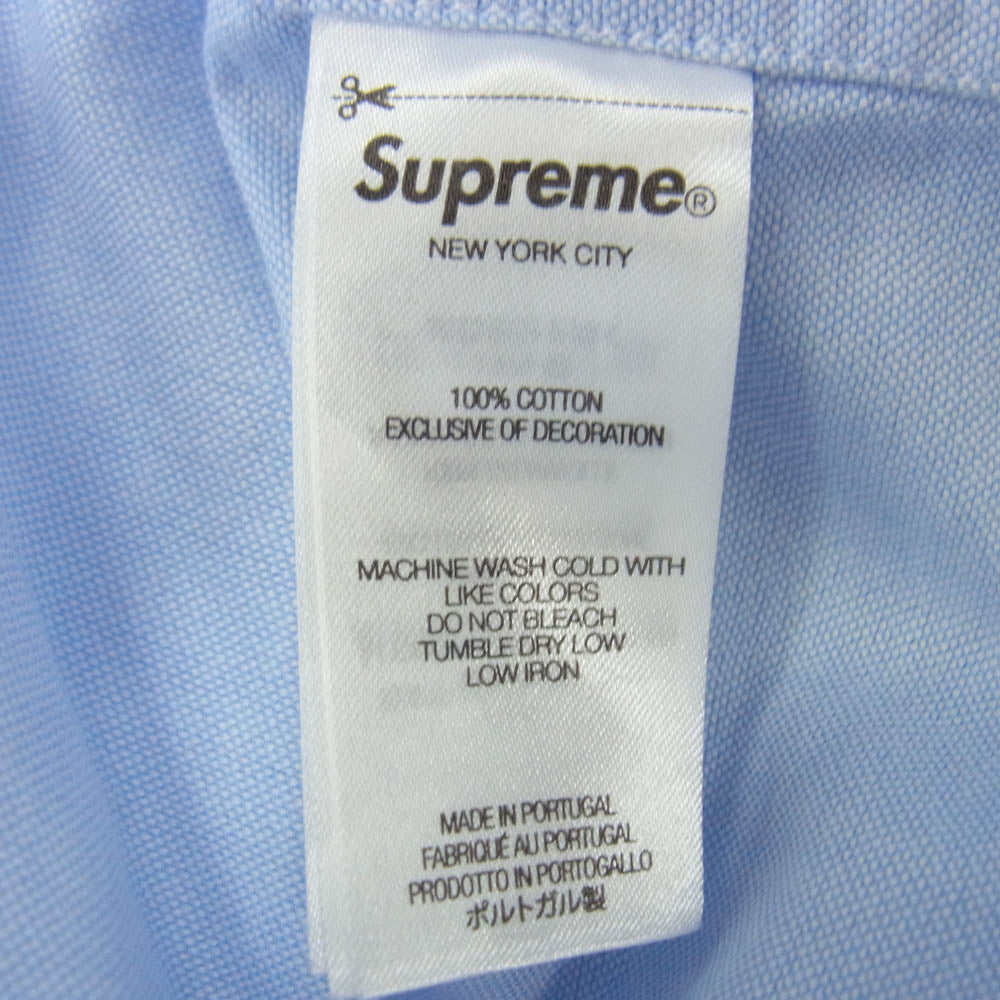 Supreme®
NEW YORK CITY
100% COTTON
EXCLUSIVE OF DECORATION
MACHINE WASH COLD WITH
LIKE COLORS
DO NOT BLEACH
TUMBLE DRY LOW
LOW IRON
MADE IN PORTUGAL
FABRIQUÉ AU PORTUGAL
PRODOTTO IN PORTOGALLO
ポルトガル製